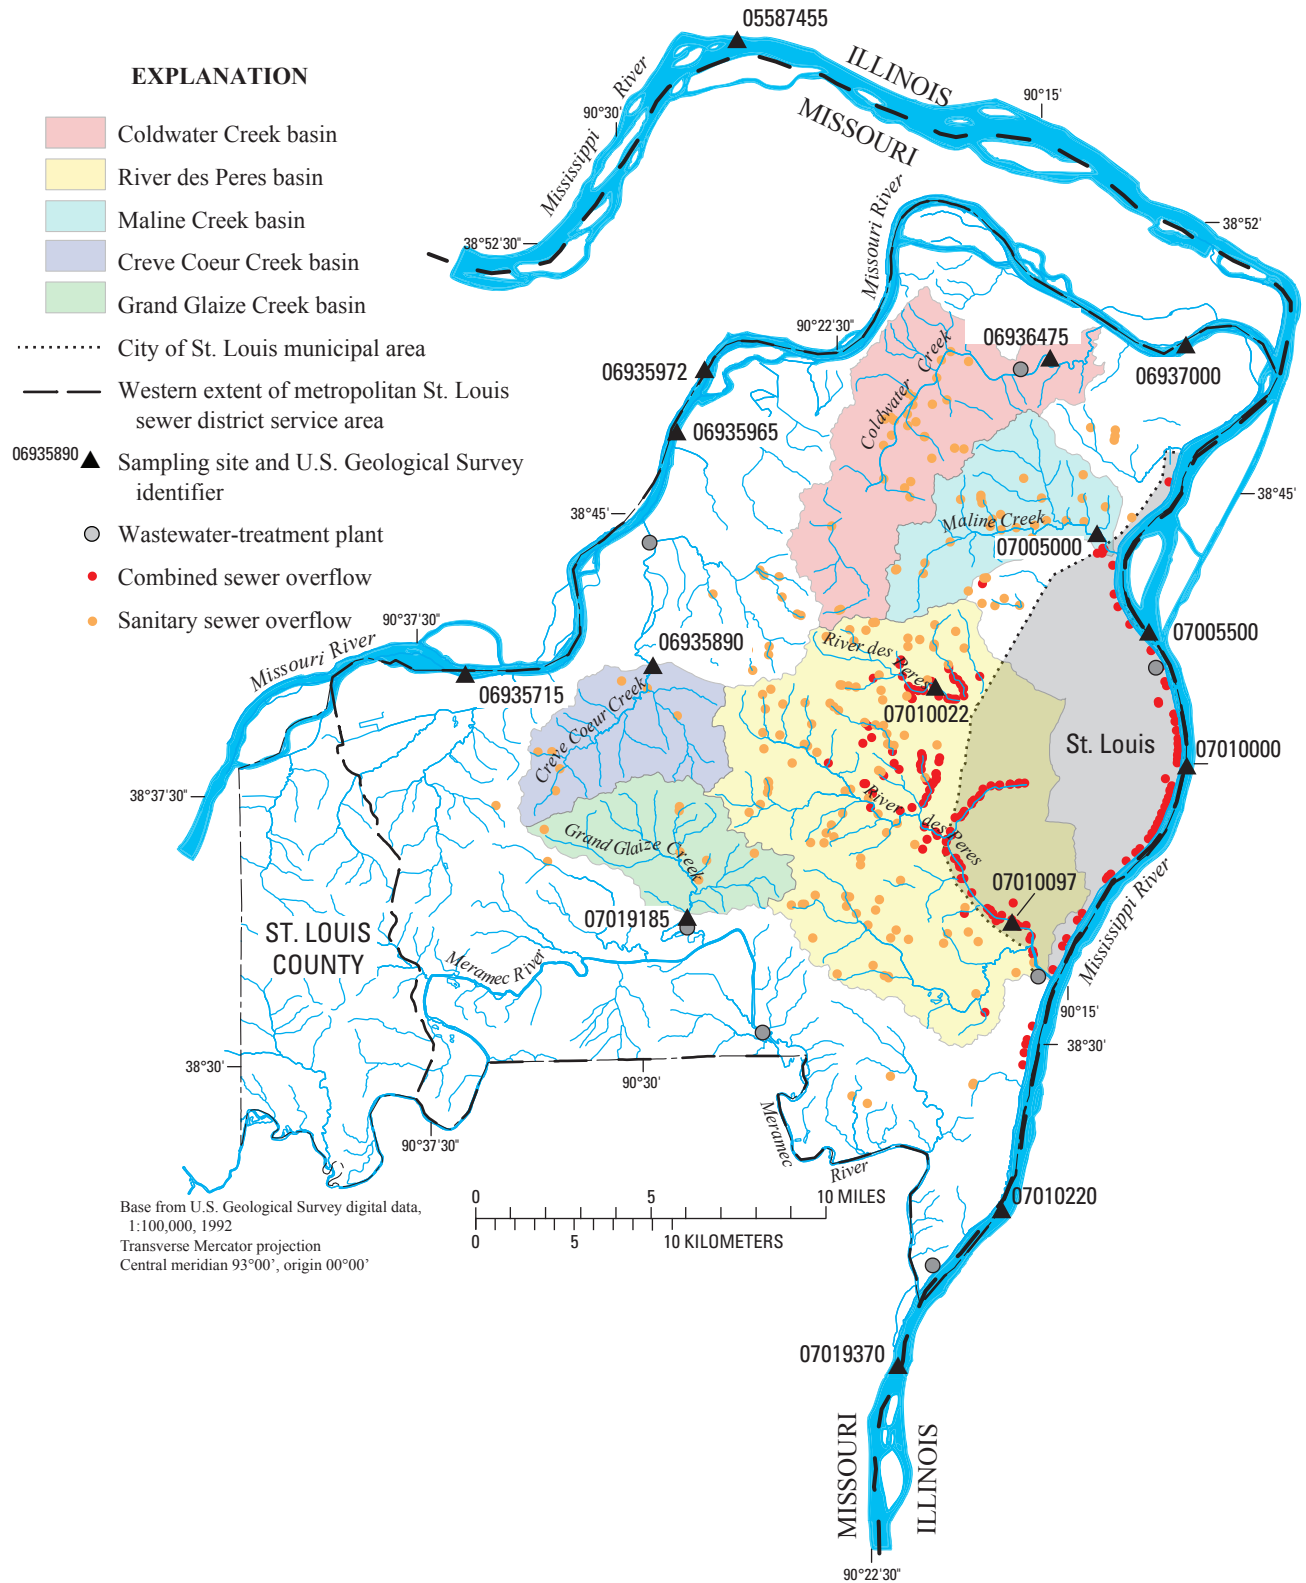 EXPLANATION
Coldwater Creek basin
River des Peres basin
Maline Creek basin
Creve Coeur Creek basin
Grand Glaize Creek basin
City of St. Louis municipal area
Western extent of metropolitan St. Louis
sewer district service area
06935890
Sampling site and U.S. Geological Survey
identifier
Wastewater-treatment plant
Combined sewer overflow
Sanitary sewer overflow
05587455
ILLINOIS
MISSOURI
90°15'
90°30'
Mississippi River
38°52'30"
38°52'
Missouri River
90°22'30"
06936475
06937000
06935972
06935965
Coldwater Creek
38°45'
38°45'
Maline Creek
07005000
90°37'30"
Missouri River
06935890
06935715
River des Peres
07010022
07005500
St. Louis
07010000
Creve Coeur Creek
38°37'30"
River des Peres
Grand Glaize Creek
07010097
07019185
Mississippi River
ST. LOUIS
COUNTY
Meramec River
90°15'
38°30'
38°30'
90°30'
90°37'30"
Meramec River
07010220
Base from U.S. Geological Survey digital data,
1:100,000, 1992
Transverse Mercator projection
Central meridian 93°00', origin 00°00'
0 5 10 MILES
0 5 10 KILOMETERS
07019370
MISSOURI
ILLINOIS
90°22'30"